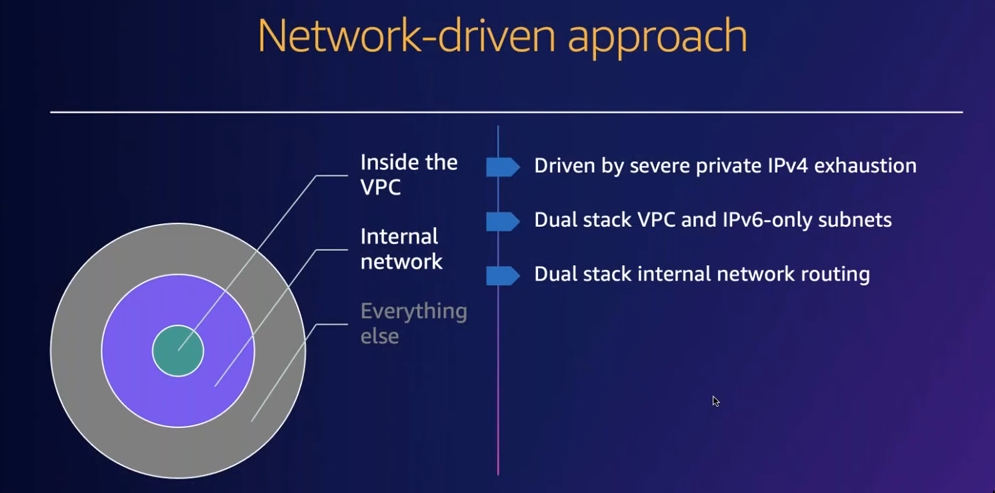 Network-driven approach
Inside the
VPC
Internal
network
Everything
else
Driven by severe private IPv4 exhaustion
Dual stack VPC and IPv6-only subnets
Dual stack internal network routing